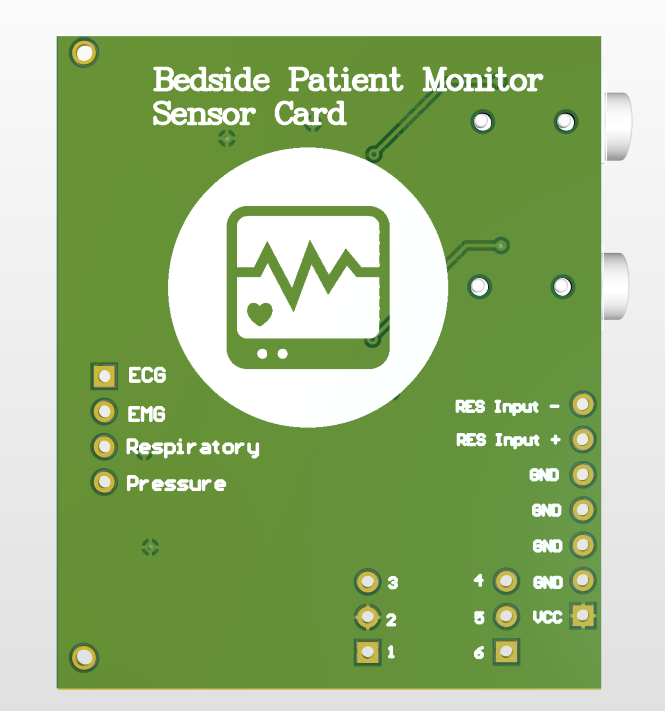 Bedside Patient Monitor
Sensor Card
ECG
EMG
Respiratory
Pressure
RES Input -
RES Input +
GND
GND
GND
3
4
GND
2
5
VCC
1
6